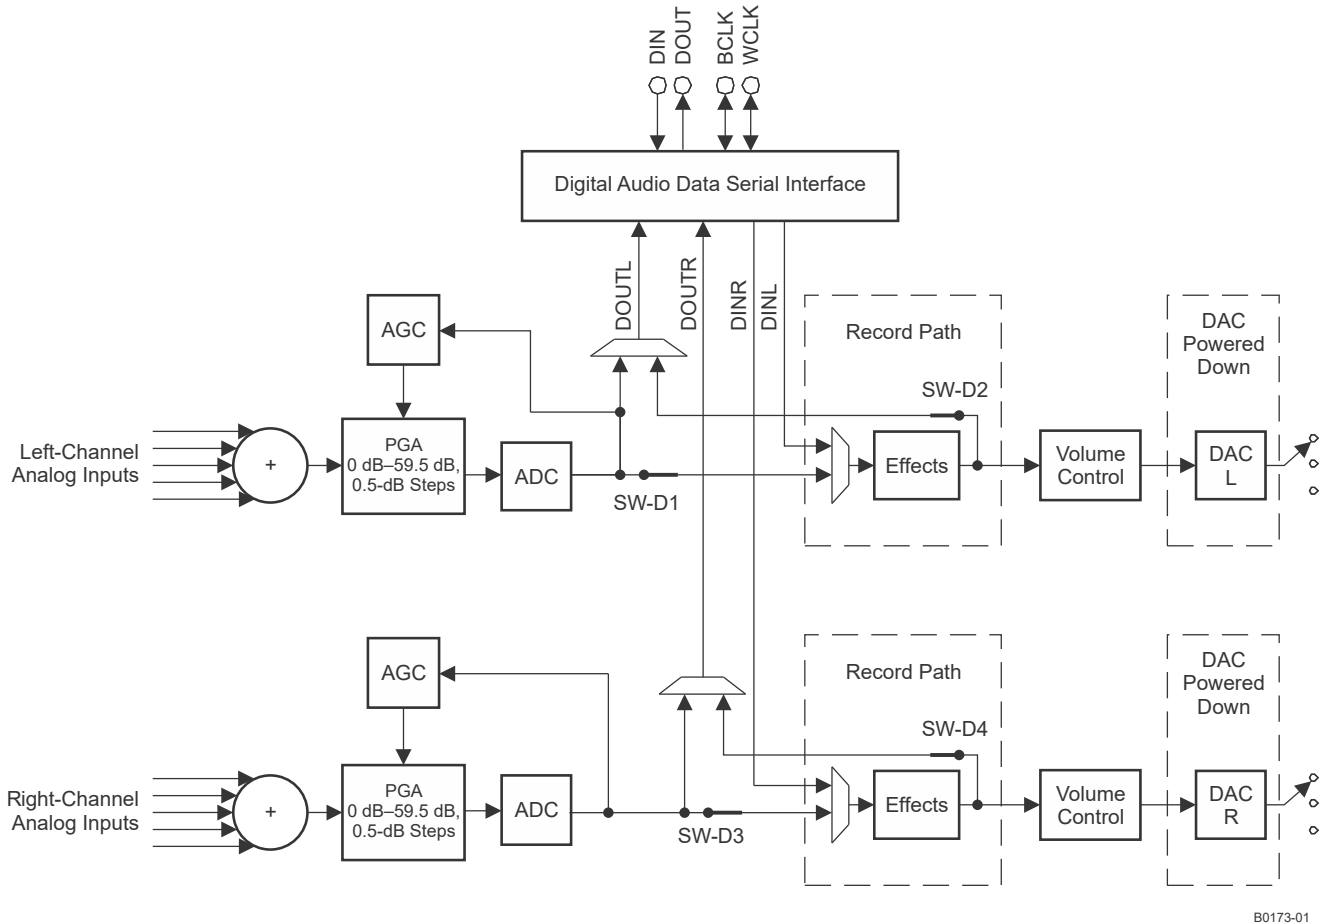 DIN
DOUT
BCLK
WCLK
Digital Audio Data Serial Interface
DOUTL
DOUTR
DINR
DINL
AGC
Record Path
DAC
Powered
Down
SW-D2
Left-Channel
Analog Inputs
+
PGA
0 dB–59.5 dB,
0.5-dB Steps
ADC
SW-D1
Effects
Volume
Control
DAC
L
AGC
Record Path
DAC
Powered
Down
SW-D4
Right-Channel
Analog Inputs
+
PGA
0 dB–59.5 dB,
0.5-dB Steps
ADC
SW-D3
Effects
Volume
Control
DAC
R
B0173-01